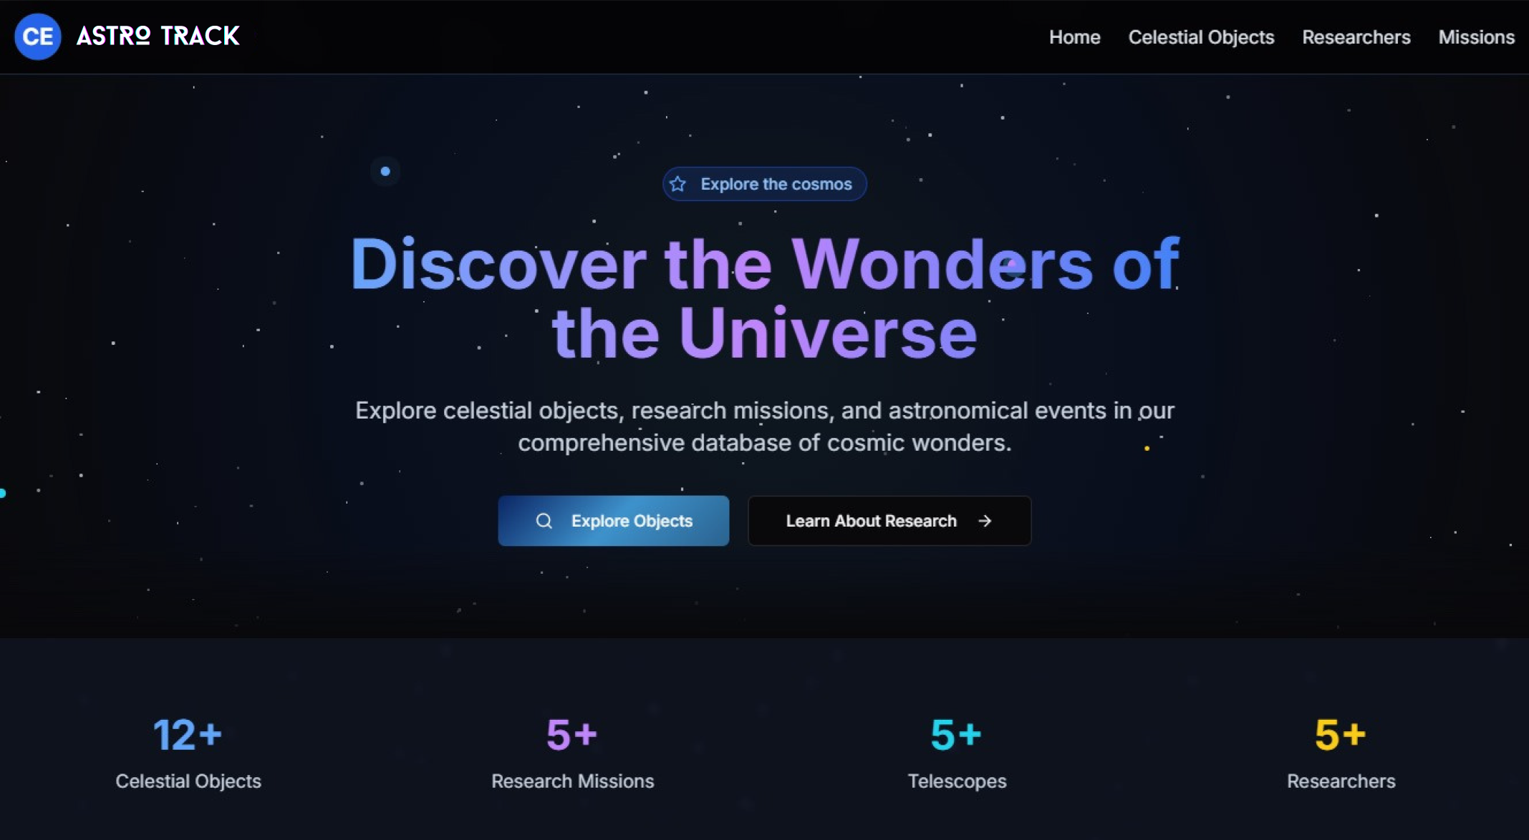 CE ASTRO TRACK
Home Celestial Objects Researchers Missions
Explore the cosmos
Discover the Wonders of
the Universe
Explore celestial objects, research missions, and astronomical events in our
comprehensive database of cosmic wonders.
Explore Objects
Learn About Research
12+
Celestial Objects
5+
Research Missions
5+
Telescopes
5+
Researchers